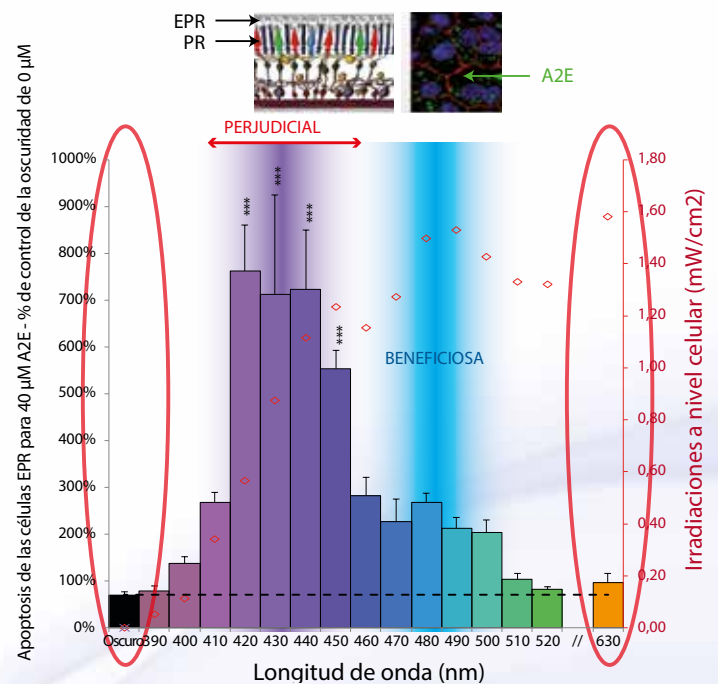 EPR
PR
A2E
PERJUDICIAL
Apoptosis de las células EPR para 40 µM A2E - % de control de la oscuridad de 0 µM
1000%
900%
800%
700%
600%
500%
400%
300%
200%
100%
0%
***
***
***
***
BENEFICIOSA
1,80
1,60
1,40
1,20
1,00
0,80
0,60
0,40
0,20
0,00
Irradiaciones a nivel celular (mW/cm2)
Oscuro 390 400 410 420 430 440 450 460 470 480 490 500 510 520 // 630
Longitud de onda (nm)